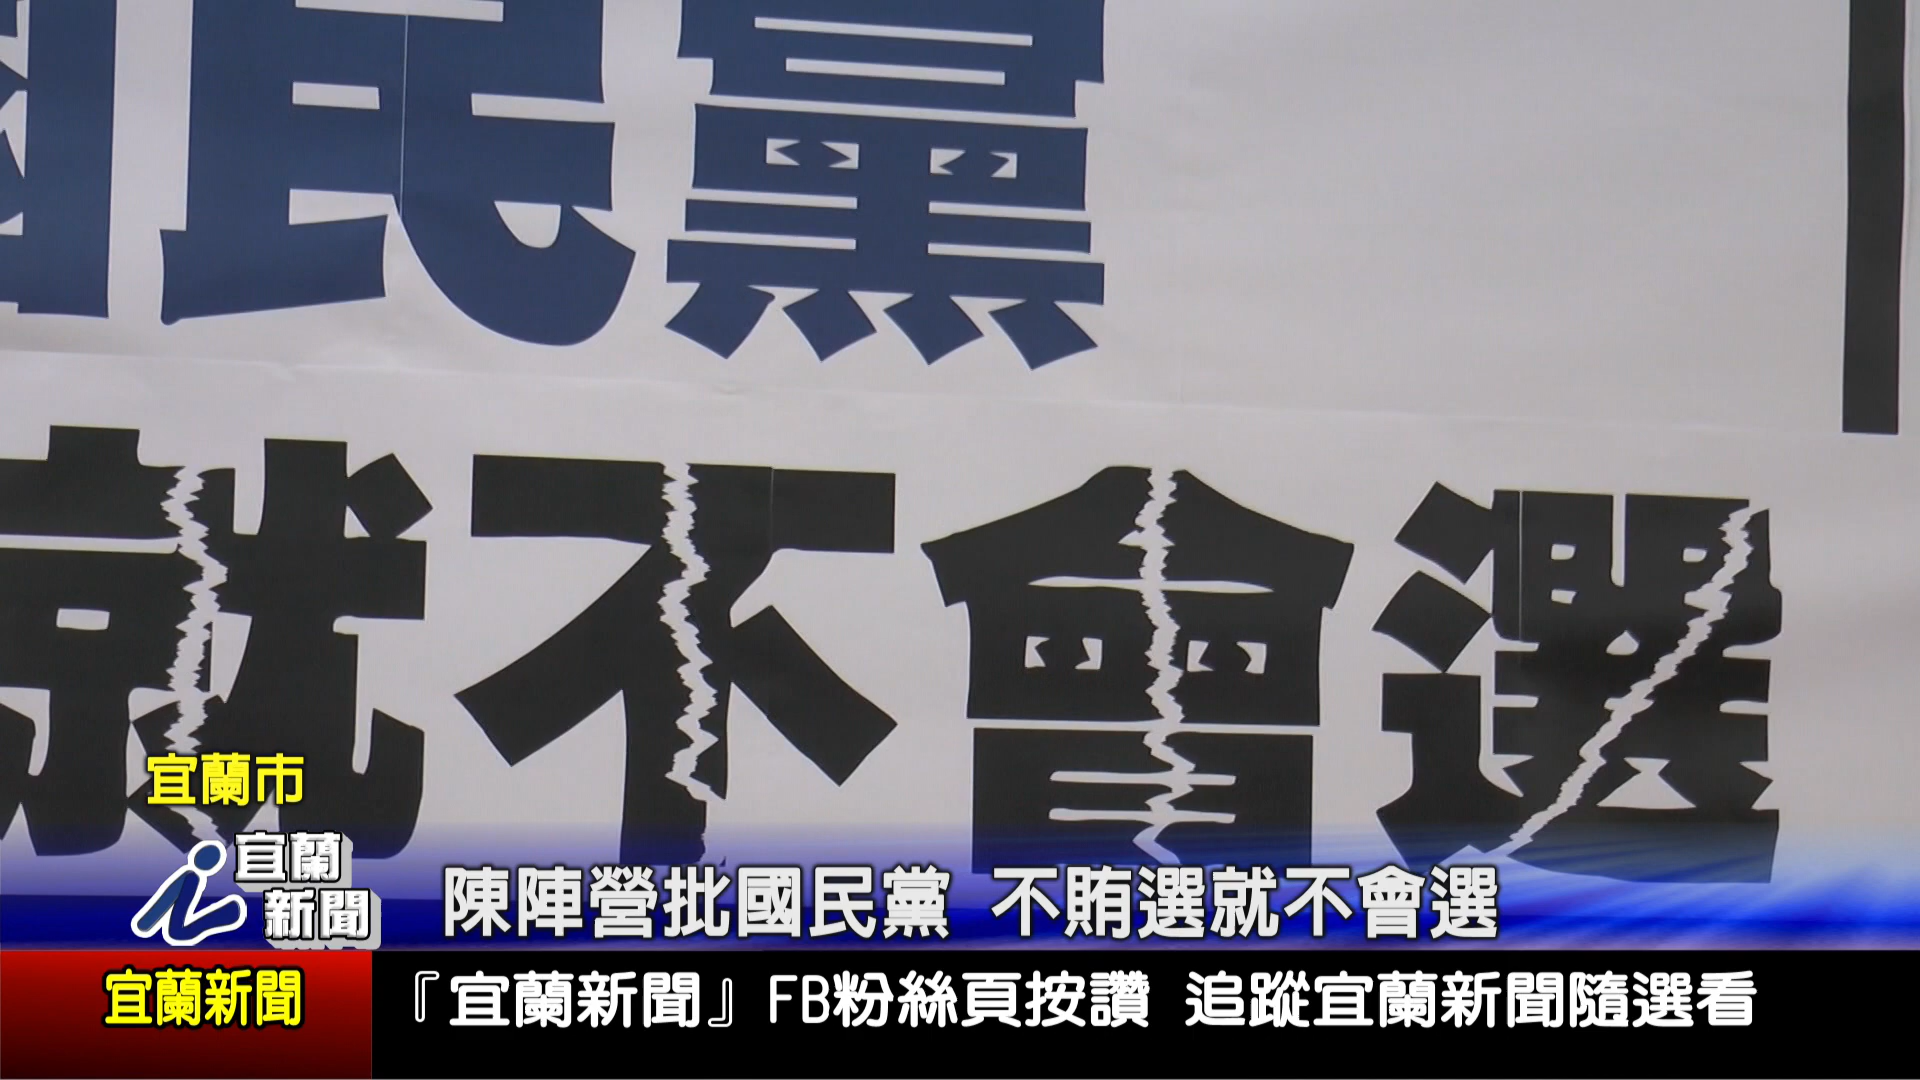 國民黨
就不會選
宜蘭市
宜蘭新聞
陳陣營批國民黨 不賄選就不會選
宜蘭新聞
『宜蘭新聞』FB粉絲頁按讚 追蹤宜蘭新聞隨選看